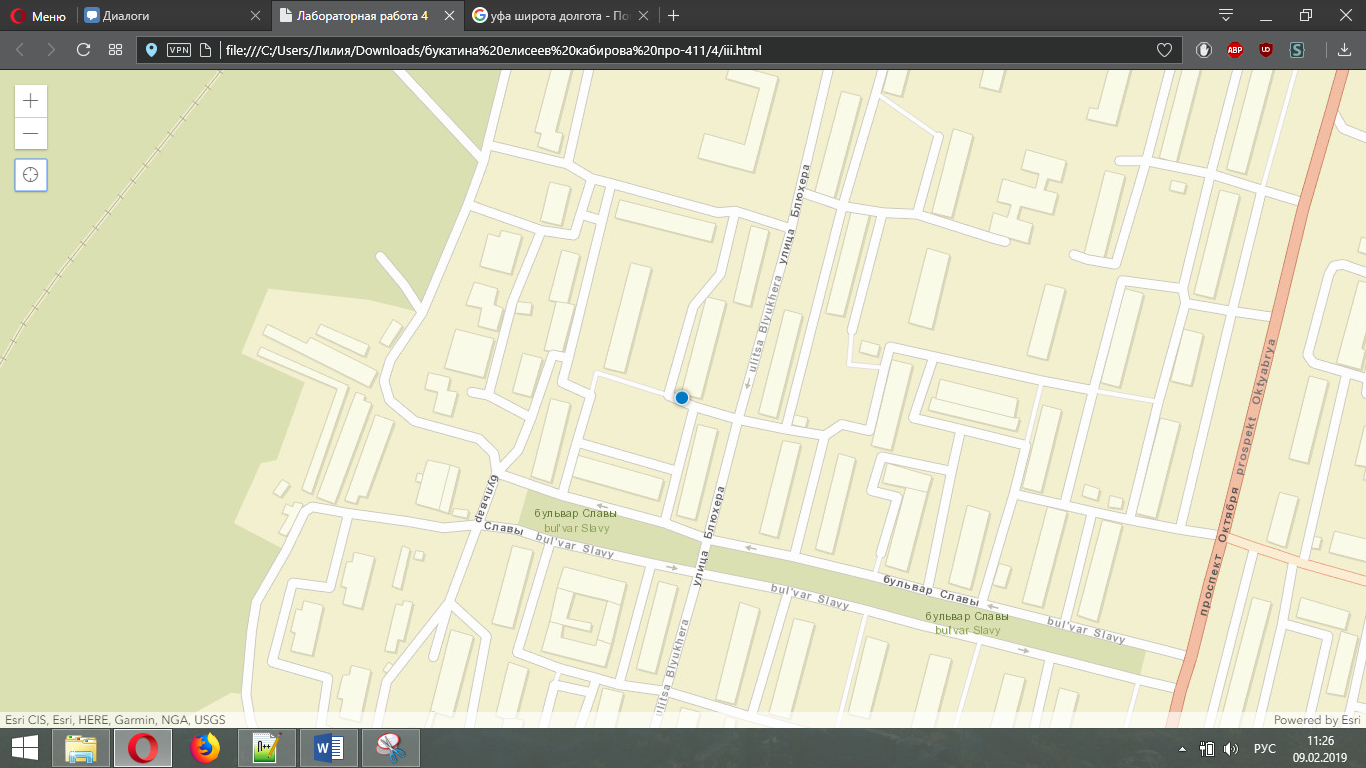 Меню
Диалоги
Лабораторная работа 4
уфа широта долгота - По
VPN
file:///C:/Users/Лилия/Downloads/букатина%20елисеев%20кабирова%20про-411/4/iii.html
ABP
улица Блюхера
ulitsa Blyukhera
prospekt Oktyabrya
проспект Октября
бульвар
Славы
bul'var Slavy
бульвар Славы
bul'var Slavy
улица Блюхера
ulitsa Blyukhera
bul'var Slavy
бульвар Славы
бульвар Славы
bul'var Slavy
bul'var Slavy
Esri CIS, Esri, HERE, Garmin, NGA, USGS
Powered by Esri
РУС
11:26
09.02.2019